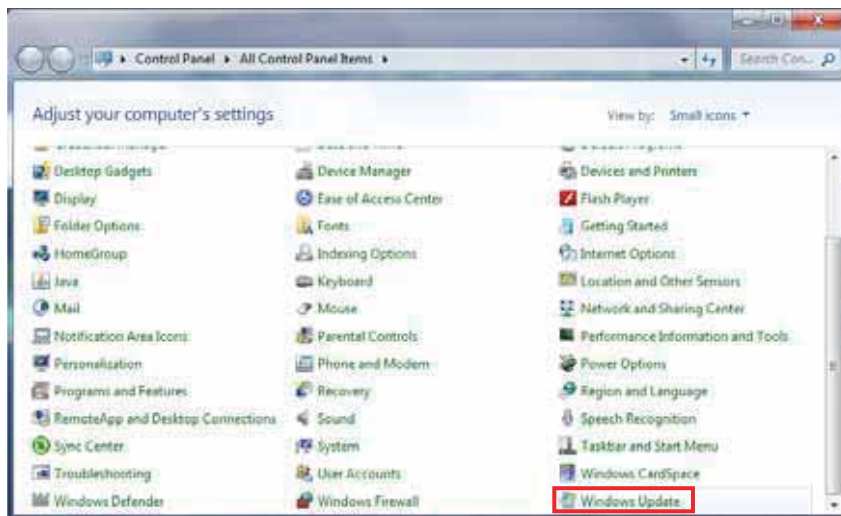 Control Panel ▸ All Control Panel Items ▸
Search Con...
Adjust your computer's settings
View by: Small icons
Desktop Gadgets Device Manager Devices and Printers
Display Ease of Access Center Flash Player
Folder Options Fonts Getting Started
HomeGroup Indexing Options Internet Options
Java Keyboard Location and Other Sensors
Mail Mouse Network and Sharing Center
Notification Area Icons Parental Controls Performance Information and Tools
Personalization Phone and Modem Power Options
Programs and Features Recovery Region and Language
RemoteApp and Desktop Connections Sound Speech Recognition
Sync Center System Taskbar and Start Menu
Troubleshooting User Accounts Windows CardSpace
Windows Defender Windows Firewall Windows Update